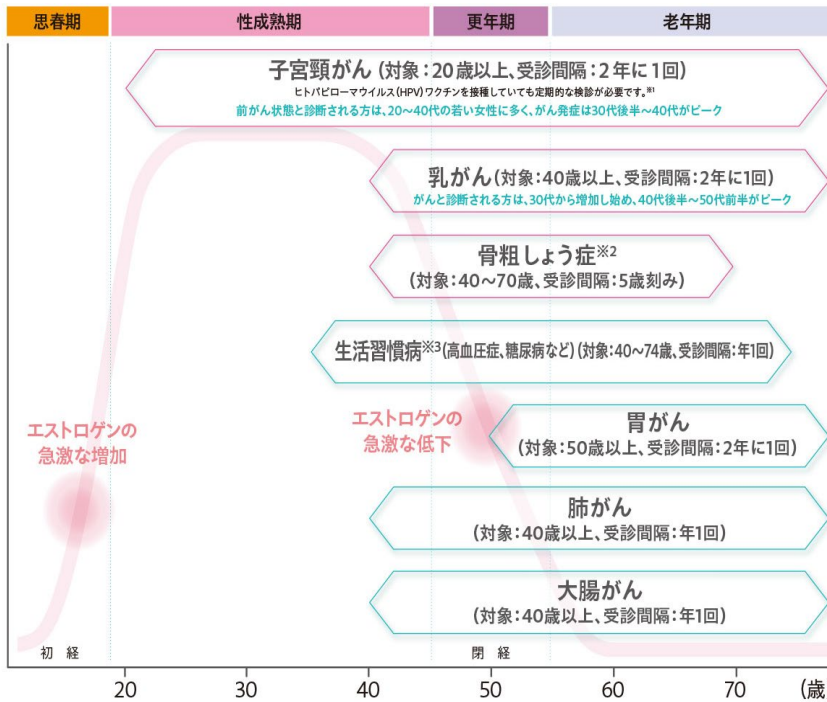 思春期
性成熟期
更年期
老年期
子宮頸がん (対象:20歳以上、受診間隔:2年に1回)
ヒトパピローマウイルス(HPV)ワクチンを接種していても定期的な検診が必要です。※1
前がん状態と診断される方は、20〜40代の若い女性に多く、がん発症は30代後半〜40代がピーク
乳がん(対象:40歳以上、受診間隔:2年に1回)
がんと診断される方は、30代から増加し始め、40代後半〜50代前半がピーク
骨粗しょう症※2
(対象:40〜70歳、受診間隔:5歳刻み)
生活習慣病※3(高血圧症、糖尿病など)(対象:40〜74歳、受診間隔:年1回)
エストロゲンの
急激な増加
エストロゲンの
急激な低下
胃がん
(対象:50歳以上、受診間隔:2年に1回)
肺がん
(対象:40歳以上、受診間隔:年1回)
大腸がん
(対象:40歳以上、受診間隔:年1回)
初 経
閉 経
20 30 40 50 60 70 (歳